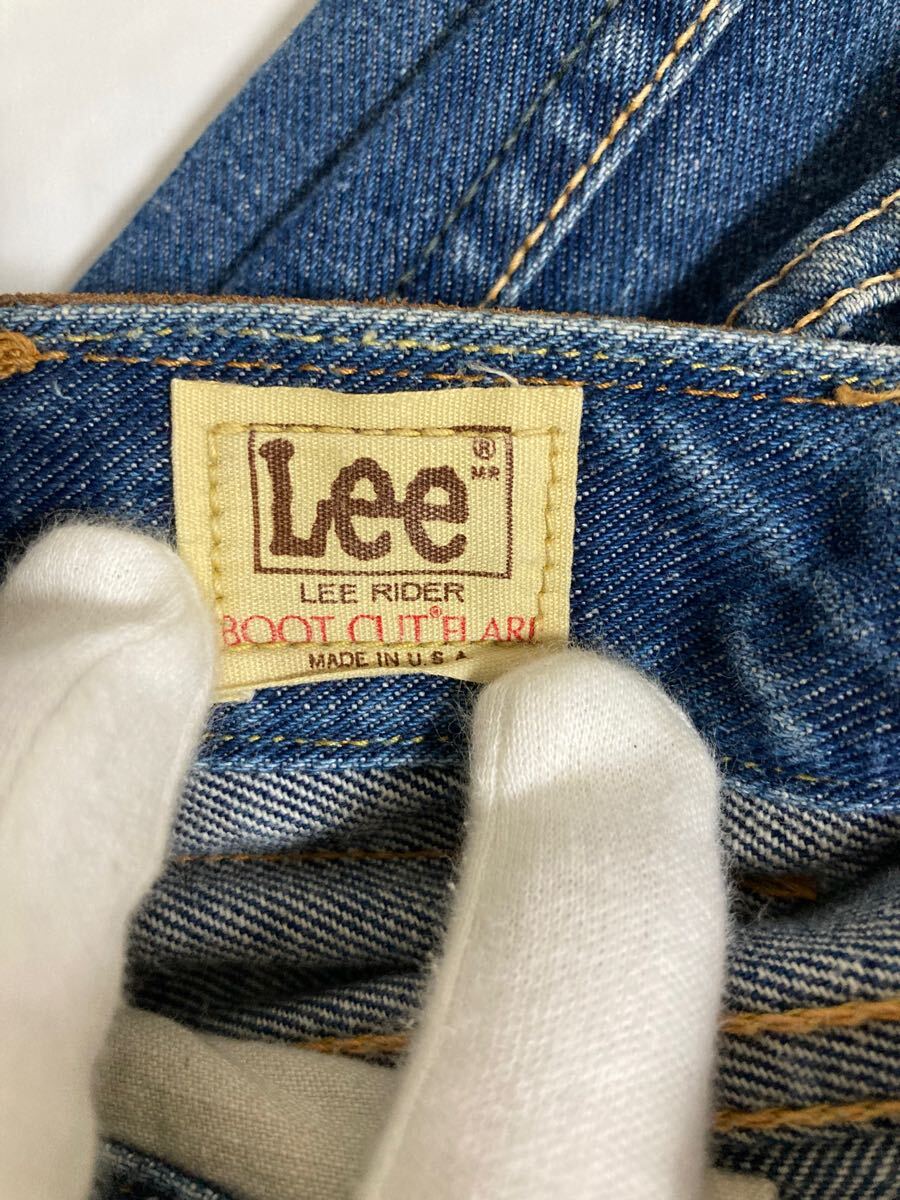 Lee®
MR
LEE RIDER
BOOT CUT® FLARE
MADE IN U.S.A